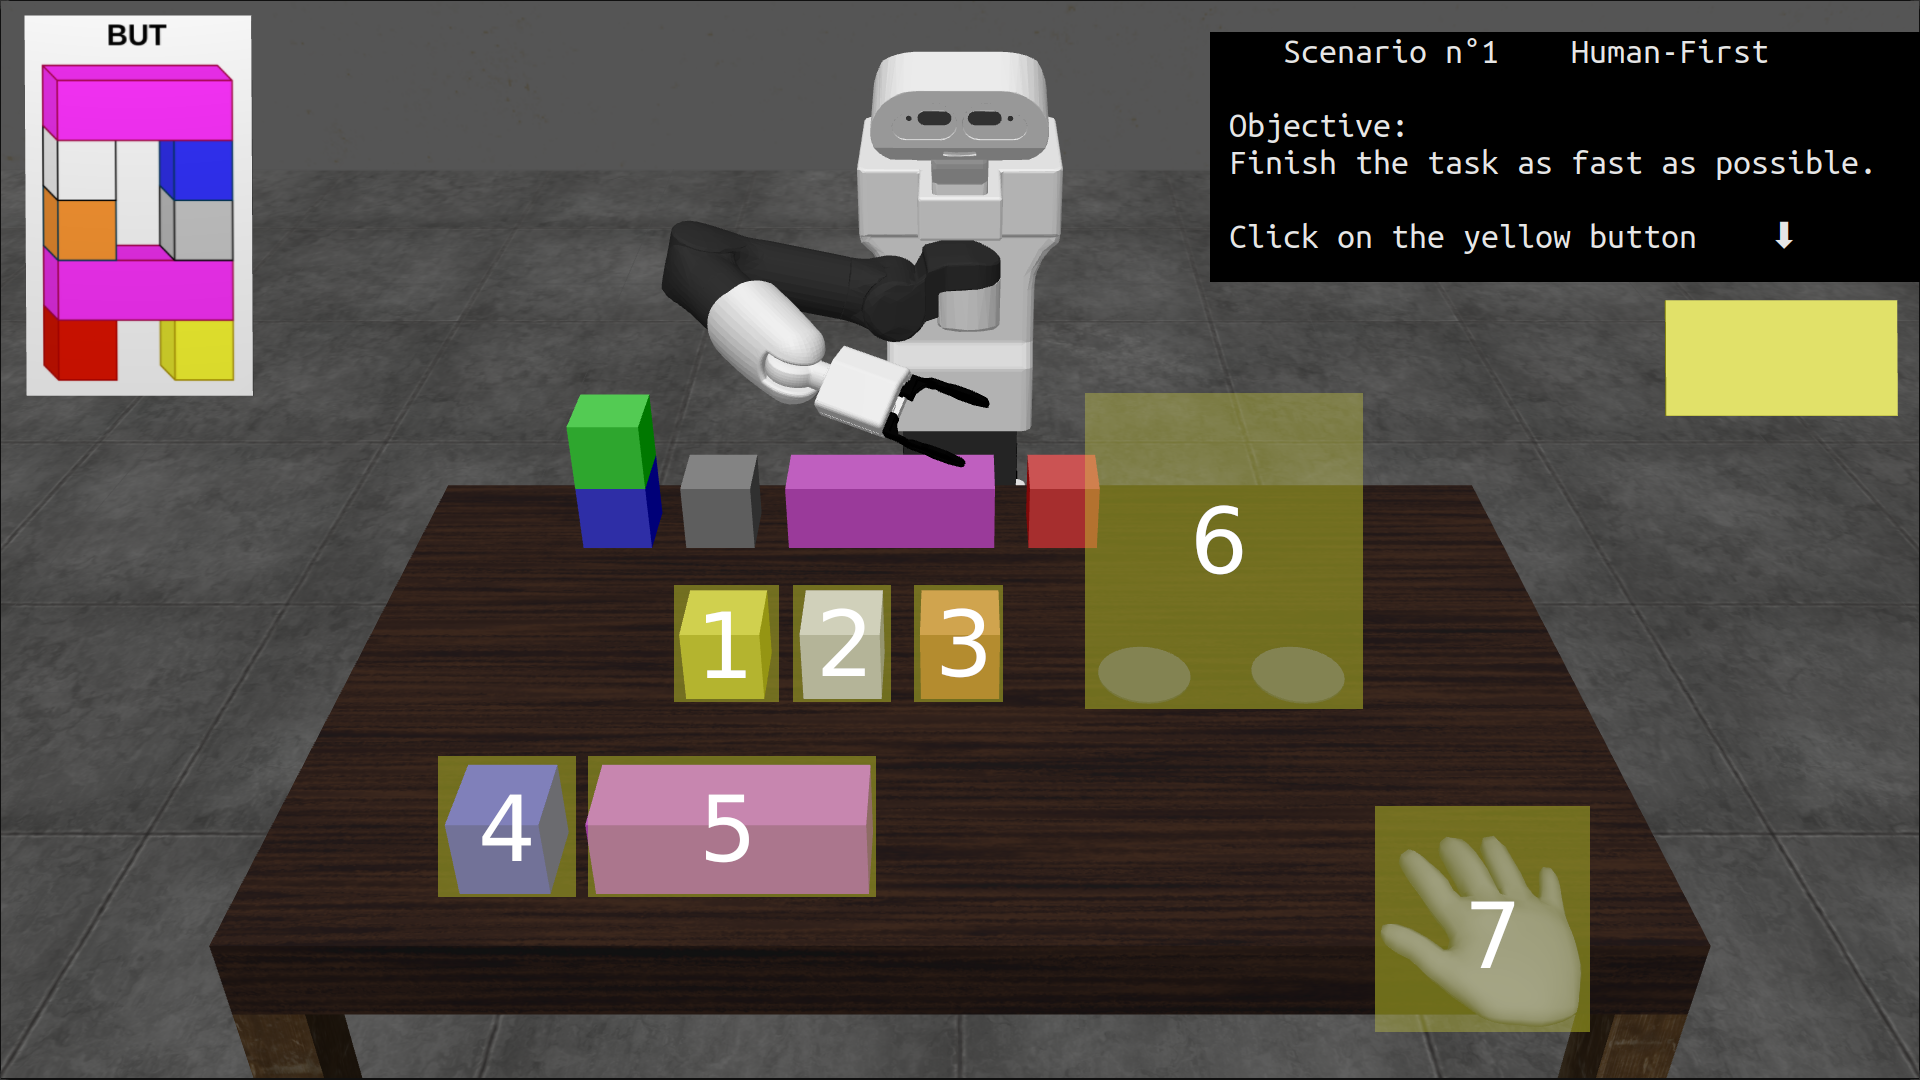 BUT
Scenario n°1 Human-First
Objective:
Finish the task as fast as possible.
Click on the yellow button ⬇
6
1 2 3
4 5
7